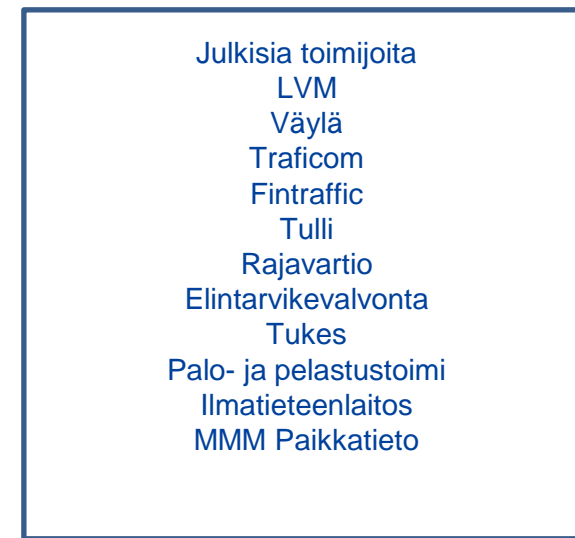 Julkisia toimijoita
LVM
Väylä
Traficom
Fintraffic
Tulli
Rajavartio
Elintarvikevalvonta
Tukes
Palo- ja pelastustoimi
Ilmatieteenlaitos
MMM Paikkatieto